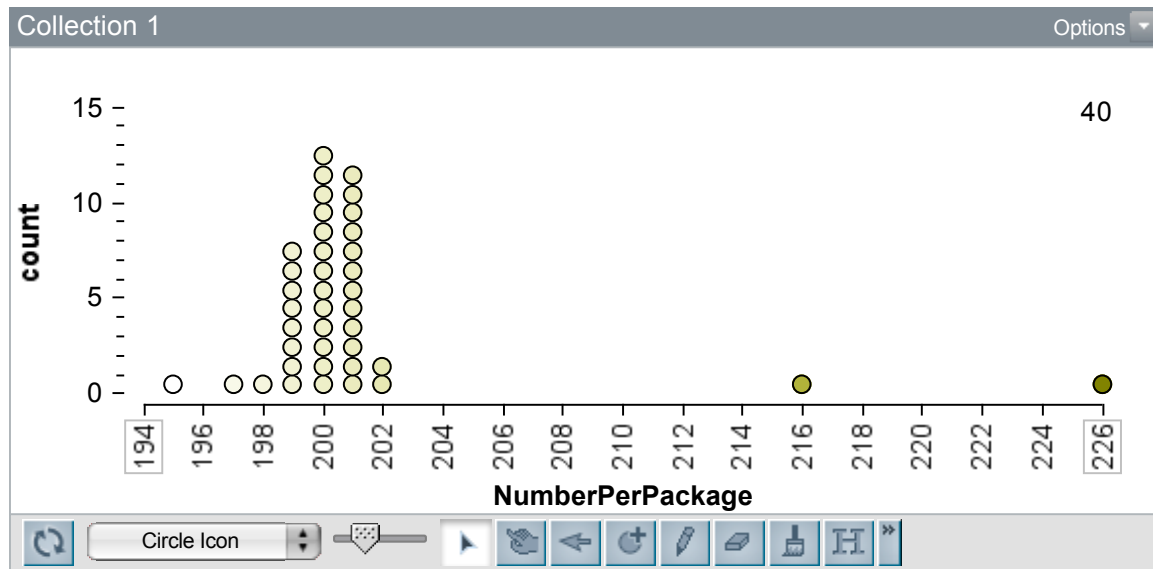 Collection 1 Options
15
40
10
5
0
count
194 196 198 200 202 204 206 208 210 212 214 216 218 220 222 224 226
NumberPerPackage
Circle Icon »